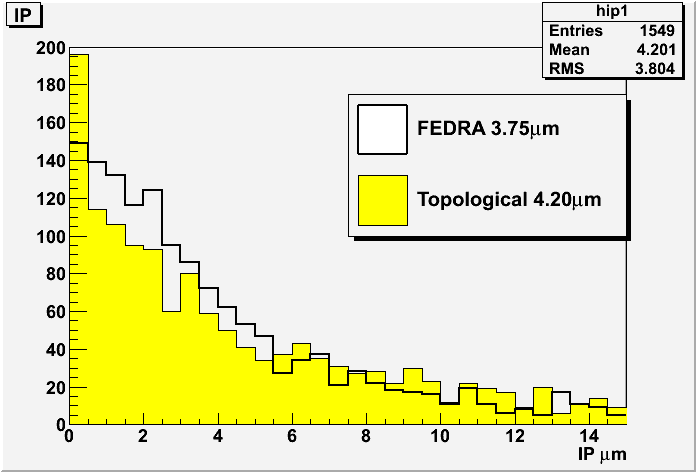 IP
hip1
Entries 1549
Mean 4.201
RMS 3.804
FEDRA 3.75μm
Topological 4.20μm
200
180
160
140
120
100
80
60
40
20
0
0 2 4 6 8 10 12 14
IP μm